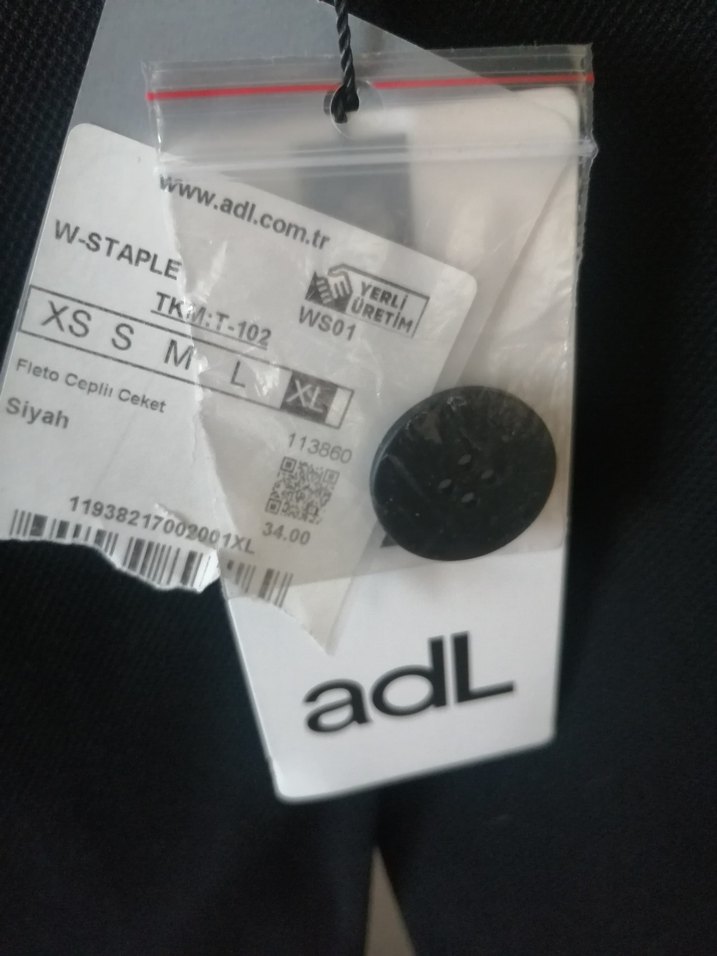 www.adl.com.tr
W-STAPLE
YERLİ
ÜRETİM
TKM:T-102
WS01
XS S M L XL
Fleto Cepli Ceket
Siyah
113860
34.00
11938217002001XL
adL